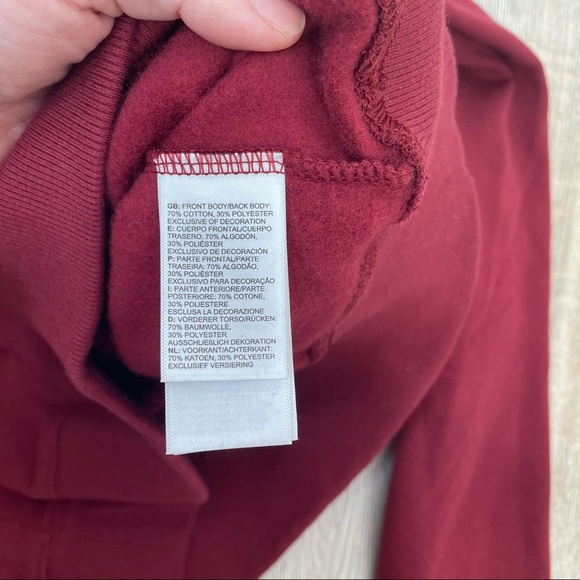 GB: FRONT BODY/BACK BODY:
70% COTTON, 30% POLYESTER
EXCLUSIVE OF DECORATION
E: CUERPO FRONTAL/CUERPO
TRASERO: 70% ALGODÓN,
30% POLIÉSTER
EXCLUSIVO DE DECORACIÓN
P: PARTE FRONTAL/PARTE
TRASEIRA: 70% ALGODÃO,
30% POLIÉSTER
EXCLUSIVO PARA DECORAÇÃO
I: PARTE ANTERIORE/PARTE
POSTERIORE: 70% COTONE,
30% POLIESTERE
ESCLUSA LA DECORAZIONE
D: VORDERER TORSO/RÜCKEN:
70% BAUMWOLLE,
30% POLYESTER
AUSSCHLIEßLICH DEKORATION
NL: VOORKANT/ACHTERKANT:
70% KATOEN, 30% POLYESTER
EXCLUSIEF VERSIERING